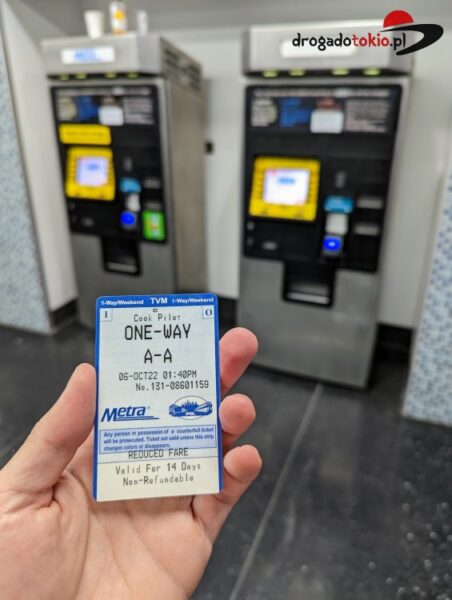 drogadotokio.pl
1-Way/Weekend TVM 1-Way/Weekend
I O
Cook Pilot
ONE-WAY
A-A
06-OCT22 01:40PM
No.131-08601159
Metra
Any person in possession of a counterfeit ticket
will be prosecuted. Ticket not valid unless this strip
changes colors or disappears.
REDUCED FARE
Valid For 14 Days
Non-Refundable